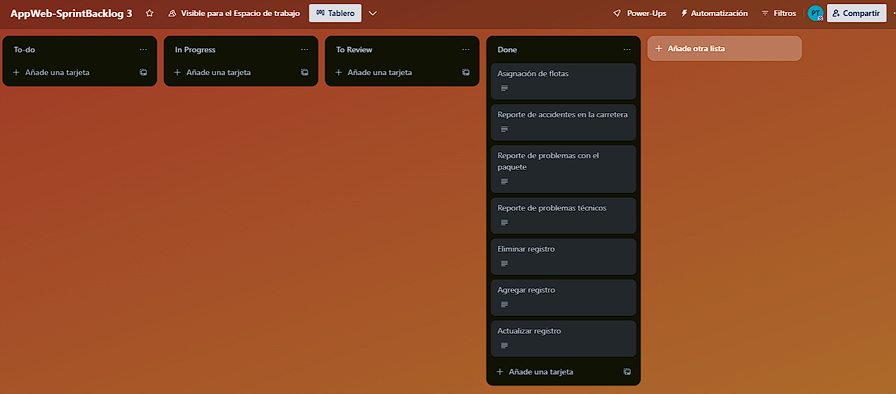 AppWeb-SprintBacklog 3
Visible para el Espacio de trabajo
Tablero
Power-Ups
Automatización
Filtros
PT
Compartir
To-do
Añade una tarjeta
In Progress
Añade una tarjeta
To Review
Añade una tarjeta
Done
Asignación de flotas
Reporte de accidentes en la carretera
Reporte de problemas con el
paquete
Reporte de problemas técnicos
Eliminar registro
Agregar registro
Actualizar registro
Añade una tarjeta
Añade otra lista